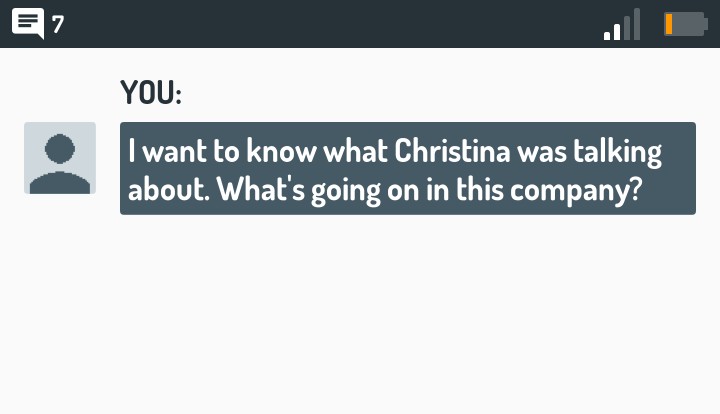 7
YOU:
I want to know what Christina was talking
about. What's going on in this company?